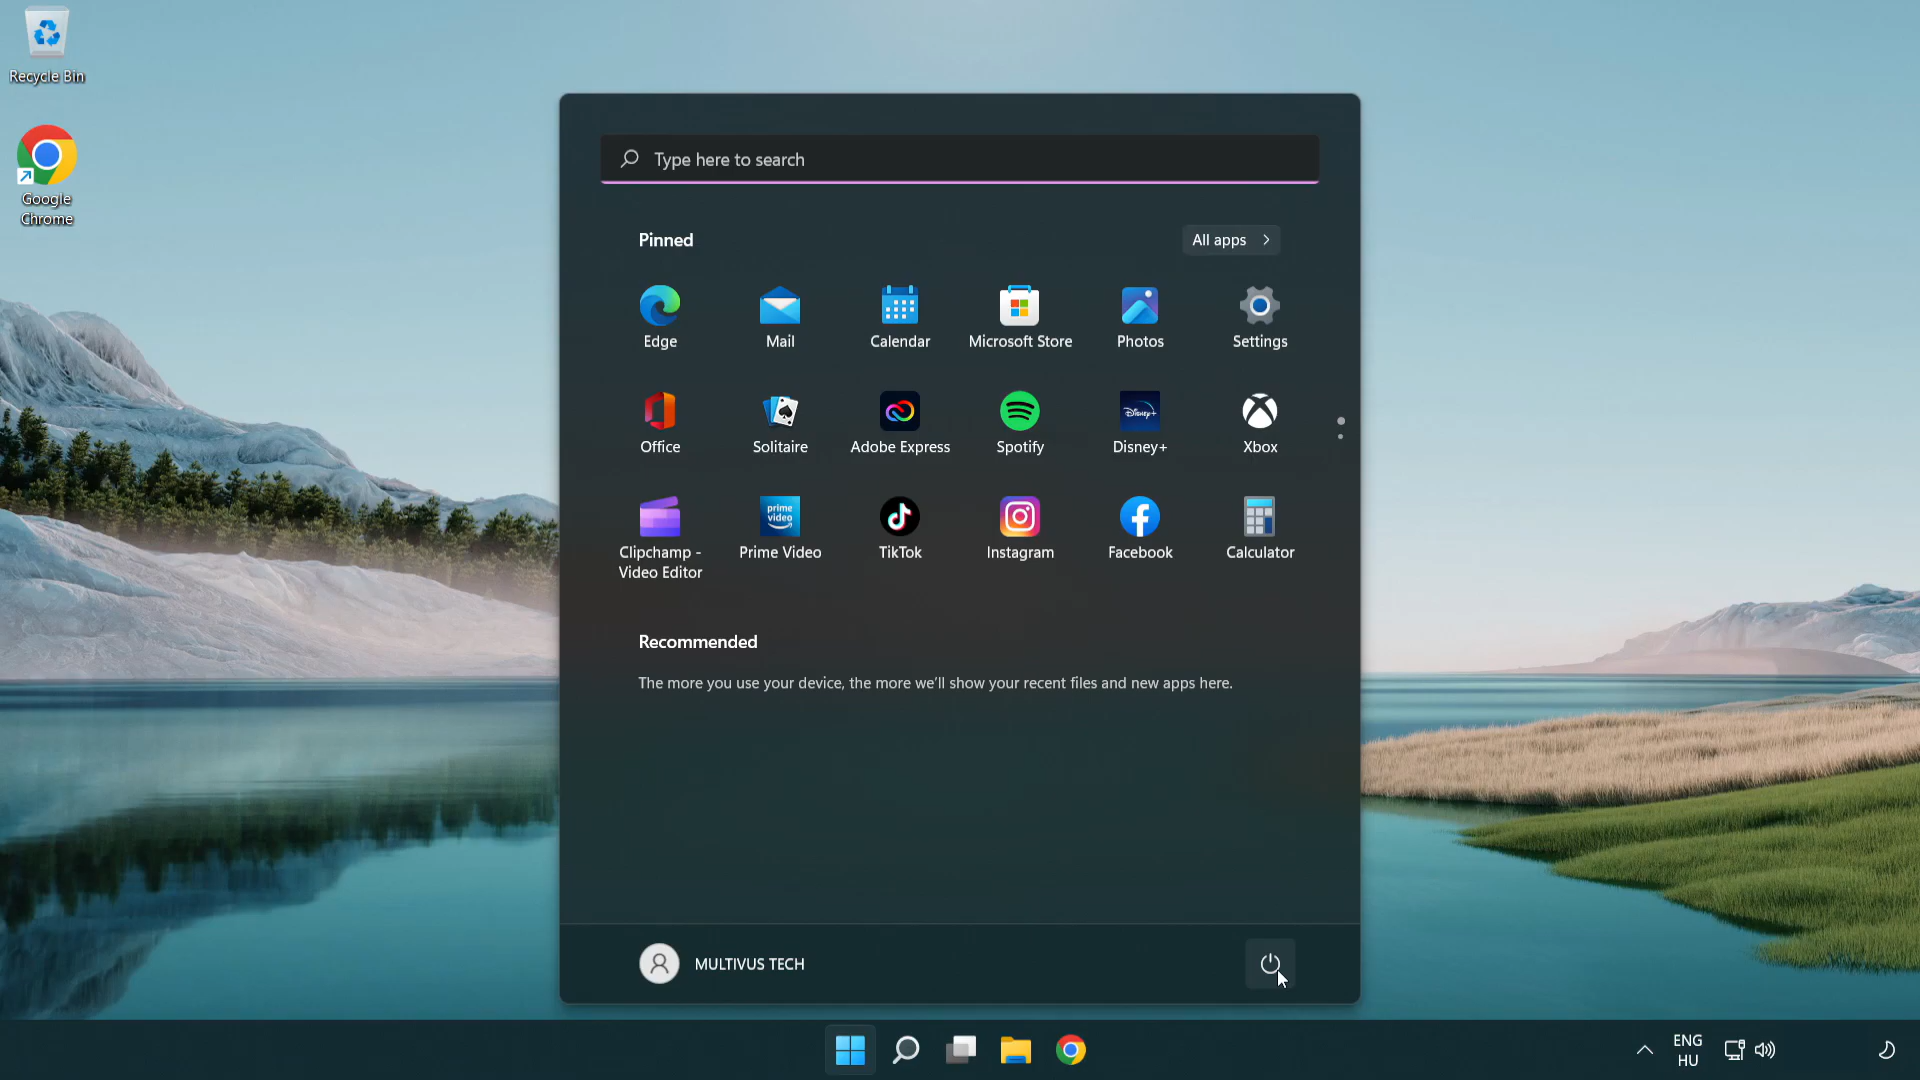 Recycle Bin
Google
Chrome
Type here to search
Pinned
All apps
Edge
Mail
Calendar
Microsoft Store
Photos
Settings
Office
Solitaire
Adobe Express
Spotify
Disney+
Disney+
Xbox
prime
video
Clipchamp -
Video Editor
Prime Video
TikTok
Instagram
Facebook
Calculator
Recommended
The more you use your device, the more we'll show your recent files and new apps here.
MULTIVUS TECH
ENG
HU